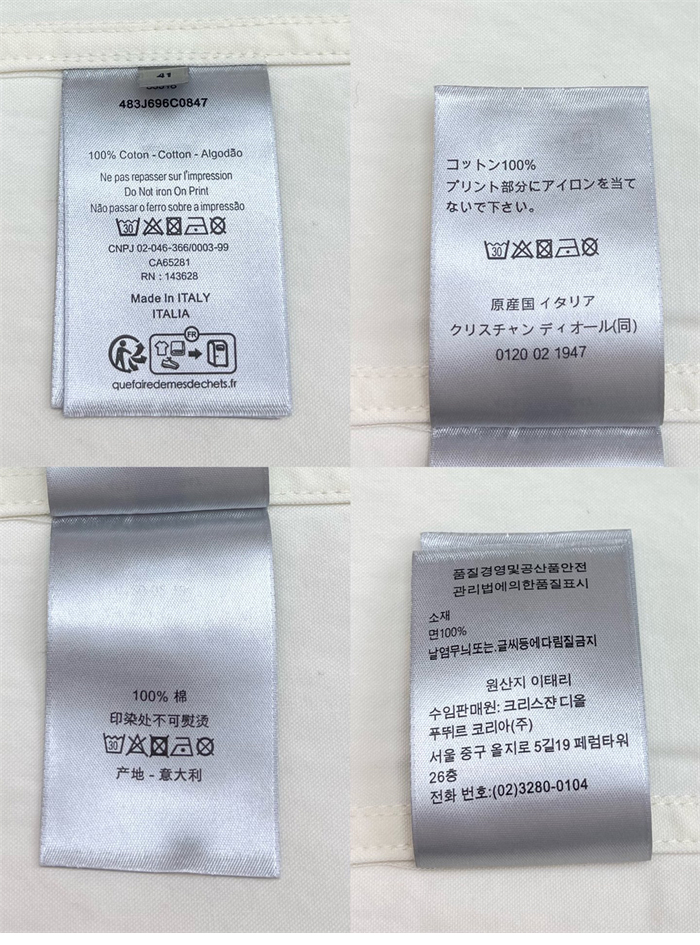 41
483J696C0847
100% Coton - Cotton - Algodão
Ne pas repasser sur l'impression
Do Not iron On Print
Não passar o ferro sobre a impressão
30
CNPJ 02-046-366/0003-99
CA65281
RN : 143628
Made In ITALY
ITALIA
FR
quefairedemesdechets.fr
コットン100%
プリント部分にアイロンを当て
ないで下さい。
30
原産国 イタリア
クリスチャン ディオール(同)
0120 02 1947
100% 棉
印染处不可熨烫
30
产地 - 意大利
품질경영및공산품안전
관리법에의한품질표시
소재
면100%
날염무늬또는.글씨등에다림질금지
원산지 이태리
수임판매원: 크리스쟌 디올
푸뛰르 코리아(주)
서울 중구 을지로 5길19 페럼타워
26층
전화 번호:(02)3280-0104